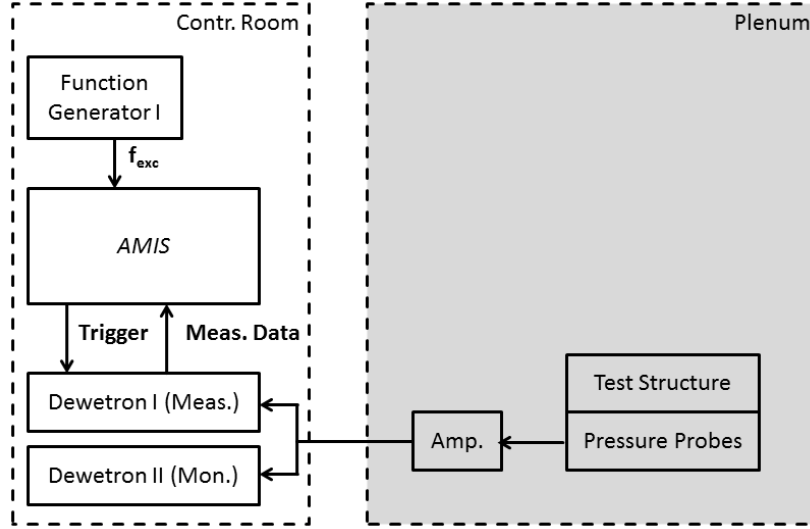 Contr. Room
Plenum
Function
Generator I
f_exc
AMIS
Trigger
Meas. Data
Dewetron I (Meas.)
Dewetron II (Mon.)
Amp.
Test Structure
Pressure Probes